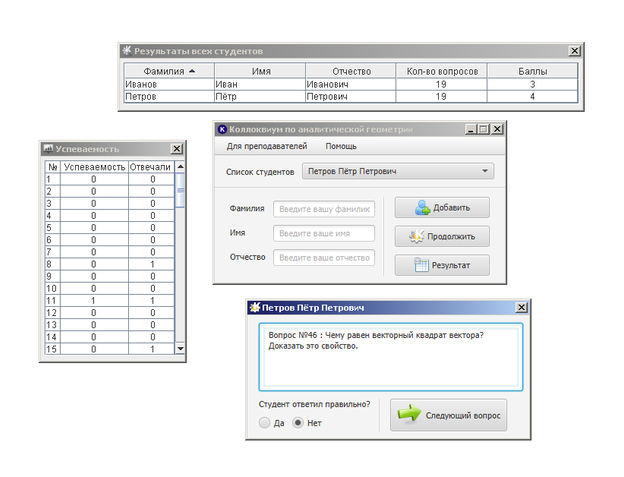 Результаты всех студентов
Фамилия Имя Отчество Кол-во вопросов Баллы
Иванов Иван Иванович 19 3
Петров Пётр Петрович 19 4
Успеваемость
№ Успеваемость Отвечали
1 0 0
2 0 0
3 0 0
4 0 0
5 0 0
6 0 0
7 0 0
8 0 1
9 0 0
10 0 0
11 1 1
12 0 0
13 0 0
14 0 0
15 0 1
Коллоквиум по аналитической геометрии
Для преподавателей Помощь
Список студентов Петров Пётр Петрович
Фамилия Введите вашу фамилию Добавить
Имя Введите ваше имя Продолжить
Отчество Введите ваше отчество Результат
Петров Пётр Петрович
Вопрос №46 : Чему равен векторный квадрат вектора?
Доказать это свойство.
Студент ответил правильно?
Да Нет
Следующий вопрос